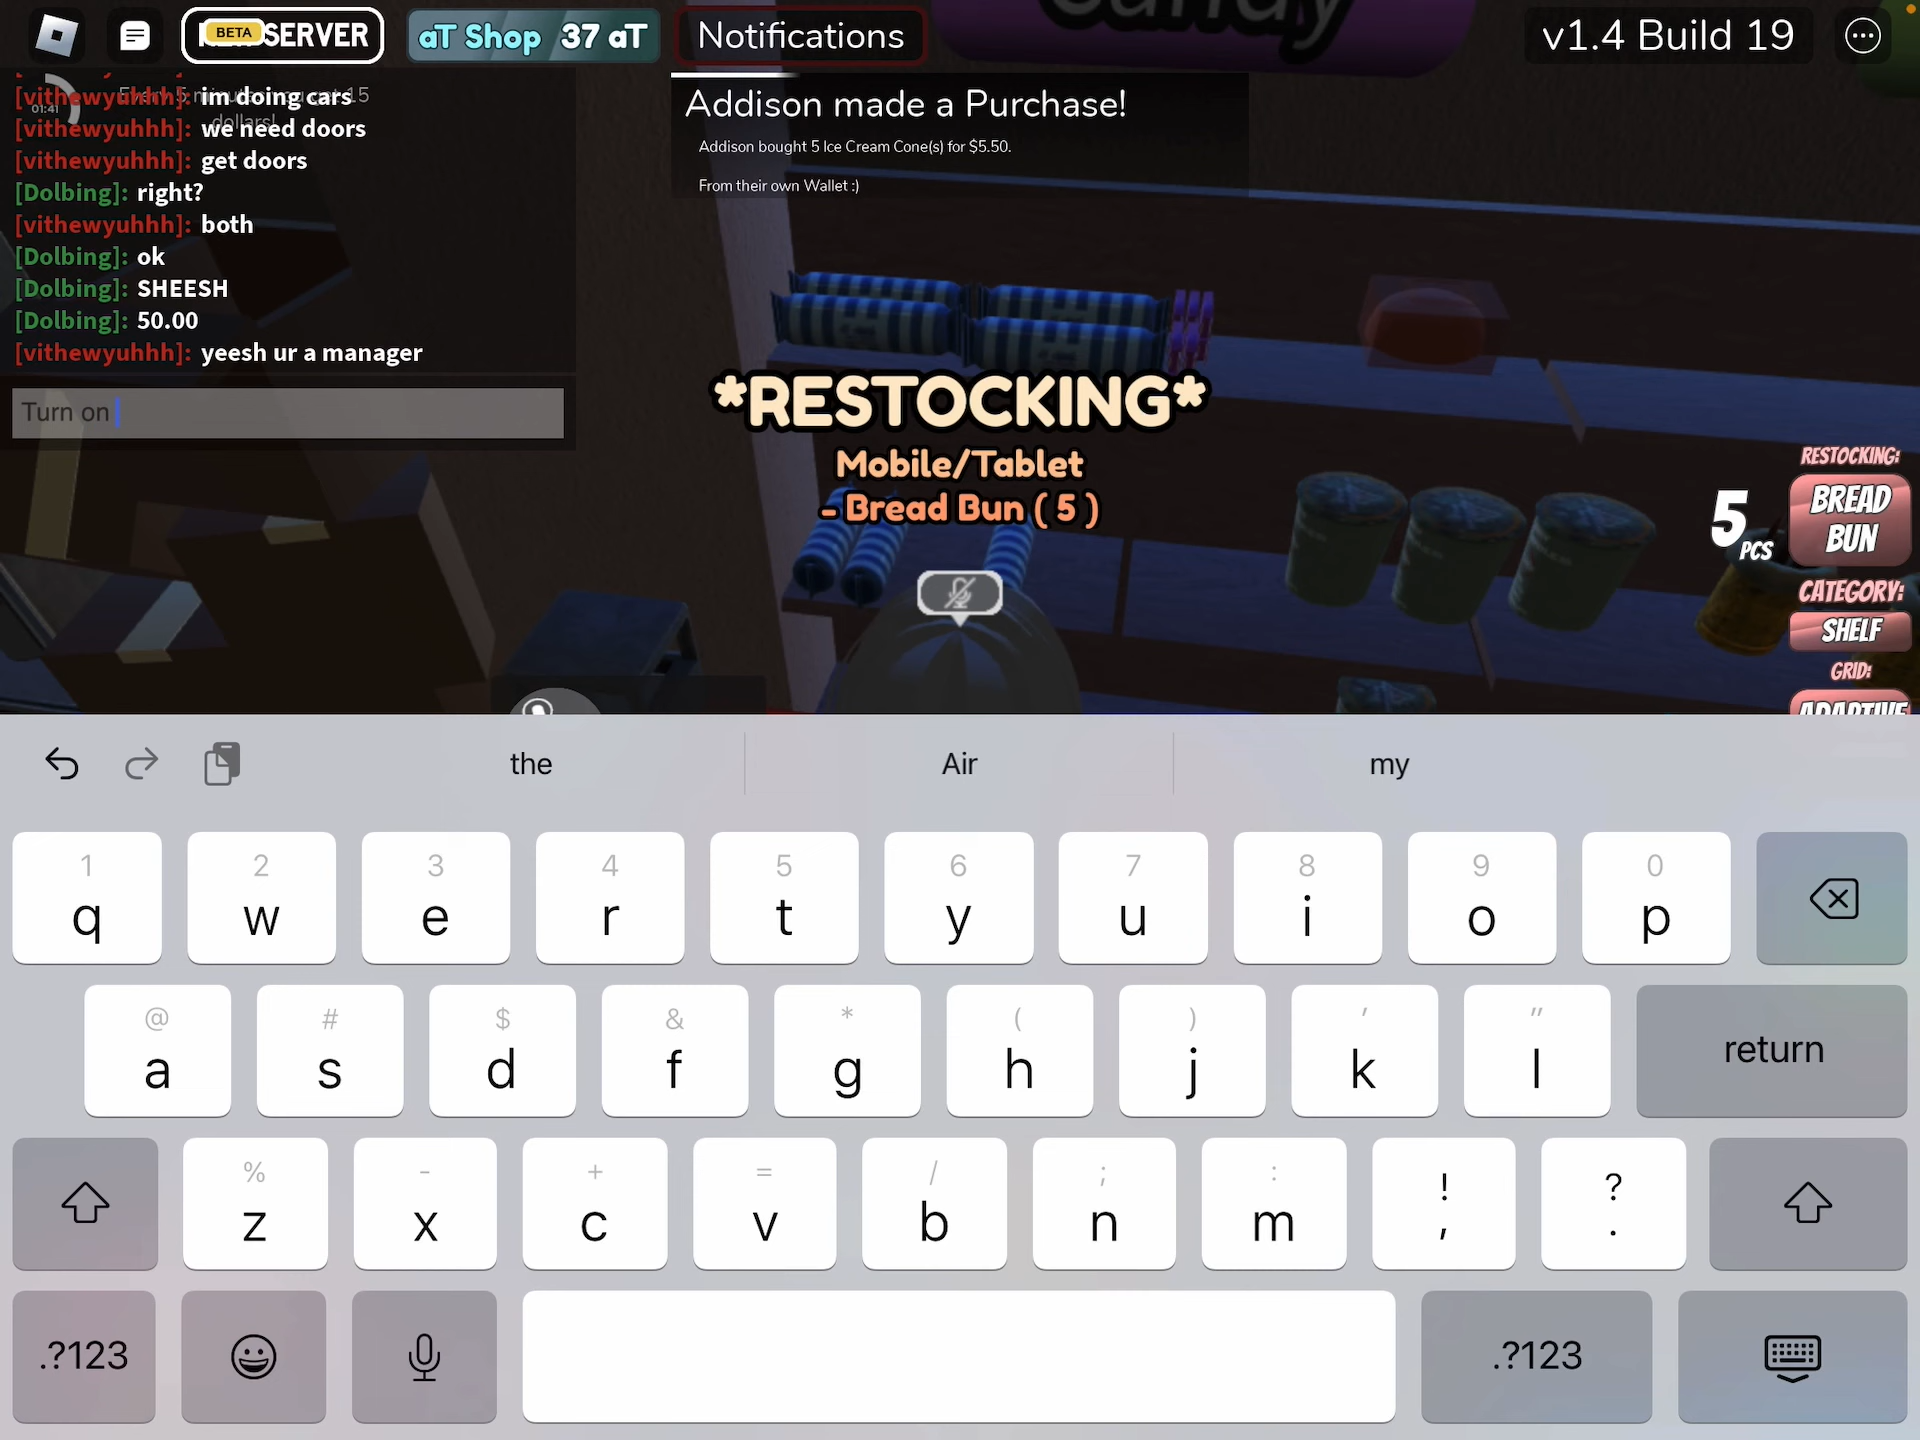 BETA
SERVER
aT Shop 37 aT
Notifications
v1.4 Build 19
01:41
[vithewyuhhh]: im doing cars
[vithewyuhhh]: we need doors
[vithewyuhhh]: get doors
[Dolbing]: right?
[vithewyuhhh]: both
[Dolbing]: ok
[Dolbing]: SHEESH
[Dolbing]: 50.00
[vithewyuhhh]: yeesh ur a manager
Turn on
Addison made a Purchase!
Addison bought 5 Ice Cream Cone(s) for $5.50.
From their own Wallet :)
Candy
*RESTOCKING*
Mobile/Tablet
- Bread Bun ( 5 )
RESTOCKING:
5 PCS
BREAD
BUN
CATEGORY:
SHELF
GRID:
ADAPTIVE
the Air my
1 2 3 4 5 6 7 8 9 0
q w e r t y u i o p
@ # $ & * ( ) ' "
a s d f g h j k l return
% - + = / ; : ! ?
z x c v b n m , .
.?123 .?123